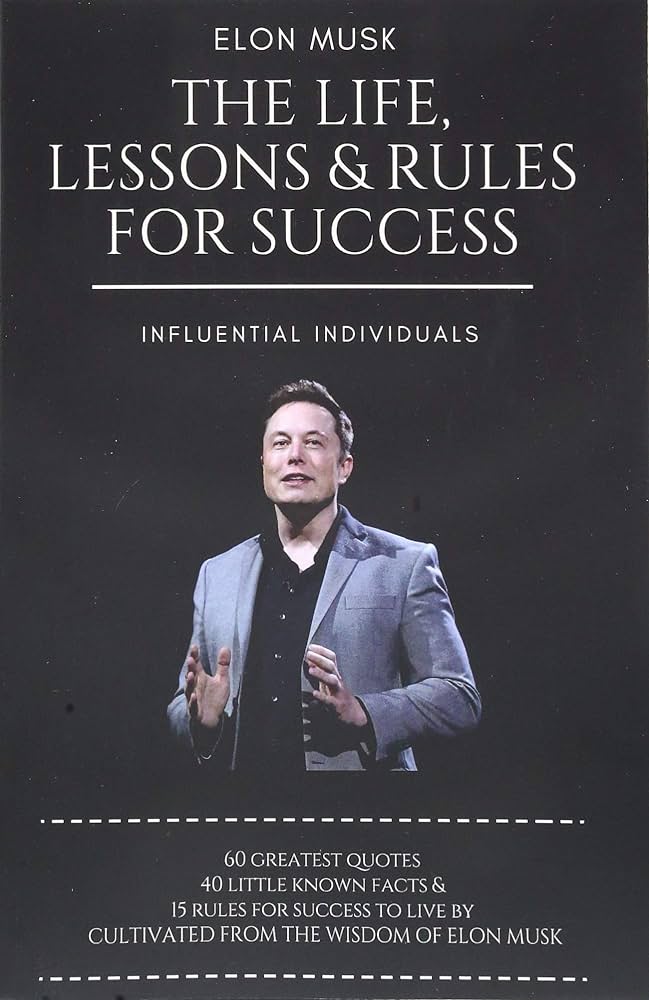 ELON MUSK
THE LIFE,
LESSONS & RULES
FOR SUCCESS
INFLUENTIAL INDIVIDUALS
60 GREATEST QUOTES
40 LITTLE KNOWN FACTS &
15 RULES FOR SUCCESS TO LIVE BY
CULTIVATED FROM THE WISDOM OF ELON MUSK